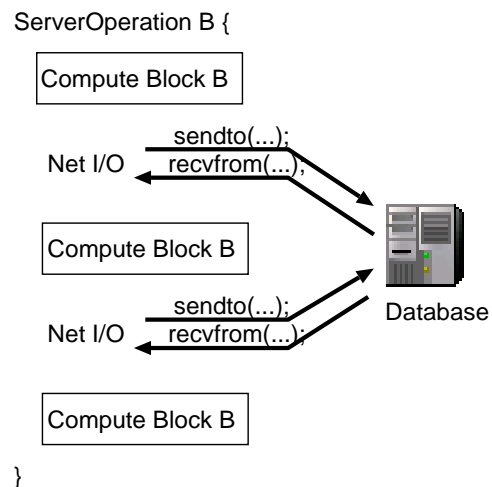 ServerOperation B {
Compute Block B
sendto(...);
Net I/O
recvfrom(...);
Compute Block B
sendto(...);
Net I/O
recvfrom(...);
Database
Compute Block B
}